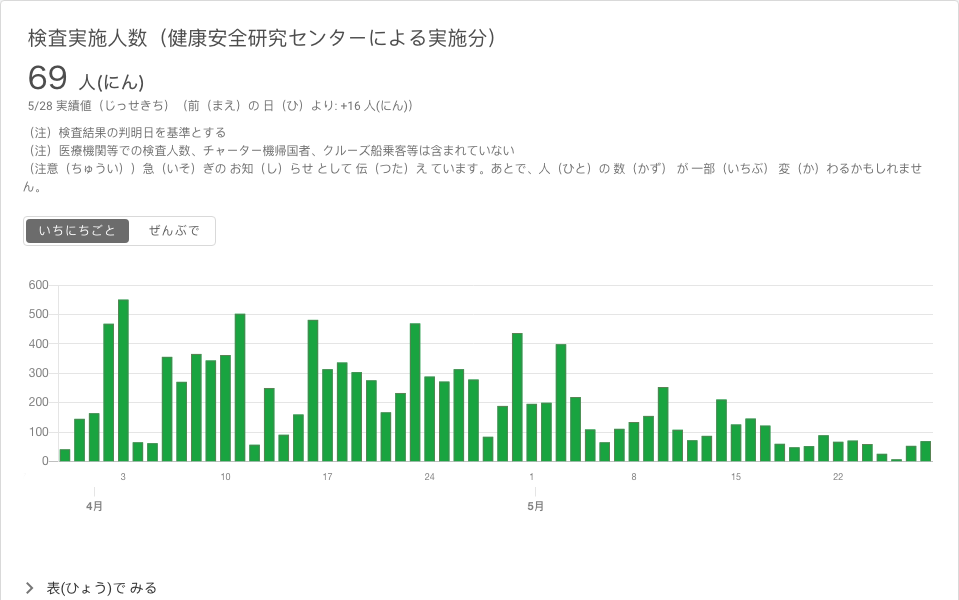 検査実施人数（健康安全研究センターによる実施分）
69 人(にん)
5/28 実績値（じっせきち）（前（まえ）の 日（ひ）より: +16 人(にん)）
（注）検査結果の判明日を基準とする
（注）医療機関等での検査人数、チャーター機帰国者、クルーズ船乗客等は含まれていない
（注意（ちゅうい））急（いそ）ぎの お知（し）らせ として 伝（つた）え ています。あとで、人（ひと）の 数（かず） が 一部（いちぶ） 変（か）わるかもしれませ
ん。
いちにちごと ぜんぶで
600
500
400
300
200
100
0
3 10 17 24 1 8 15 22
4月 5月
表(ひょう)で みる